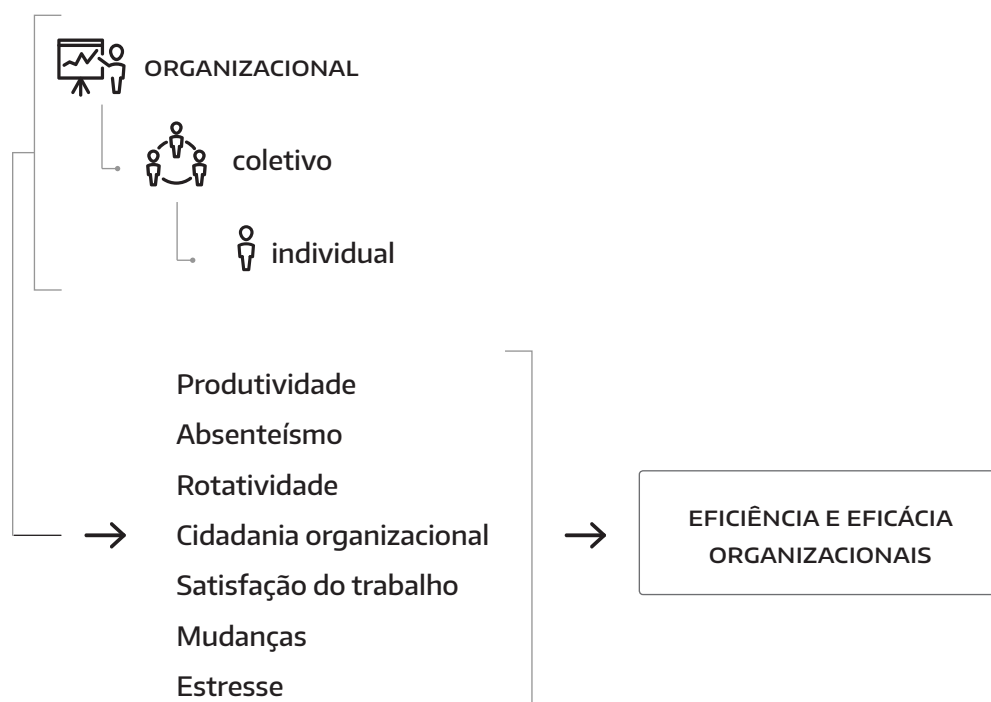 ORGANIZACIONAL
coletivo
individual
Produtividade
Absenteísmo
Rotatividade
Cidadania organizacional
Satisfação do trabalho
Mudanças
Estresse
EFICIÊNCIA E EFICÁCIA
ORGANIZACIONAIS